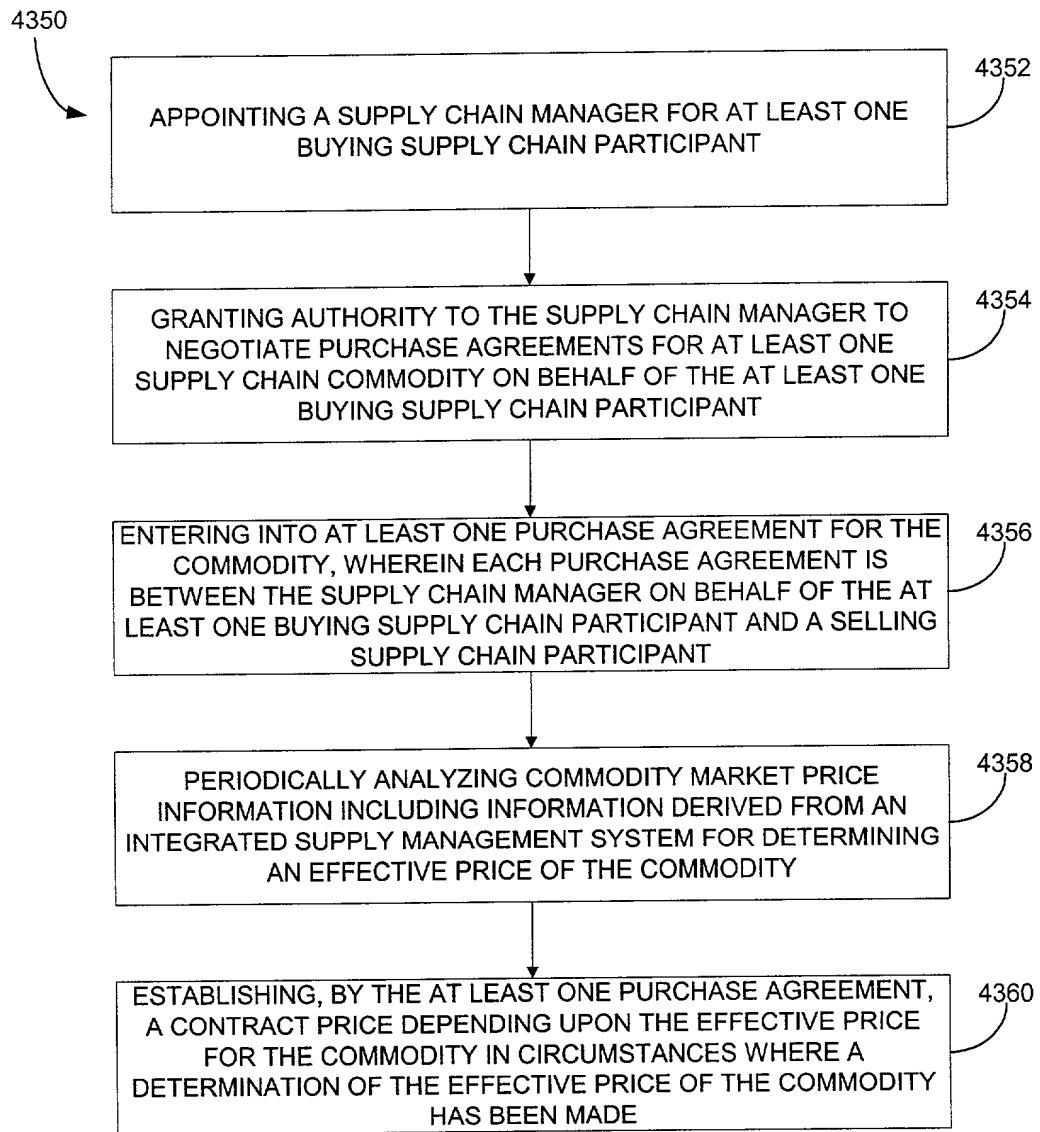 4350
4352
APPOINTING A SUPPLY CHAIN MANAGER FOR AT LEAST ONE
BUYING SUPPLY CHAIN PARTICIPANT
4354
GRANTING AUTHORITY TO THE SUPPLY CHAIN MANAGER TO
NEGOTIATE PURCHASE AGREEMENTS FOR AT LEAST ONE
SUPPLY CHAIN COMMODITY ON BEHALF OF THE AT LEAST ONE
BUYING SUPPLY CHAIN PARTICIPANT
4356
ENTERING INTO AT LEAST ONE PURCHASE AGREEMENT FOR THE
COMMODITY, WHEREIN EACH PURCHASE AGREEMENT IS
BETWEEN THE SUPPLY CHAIN MANAGER ON BEHALF OF THE AT
LEAST ONE BUYING SUPPLY CHAIN PARTICIPANT AND A SELLING
SUPPLY CHAIN PARTICIPANT
4358
PERIODICALLY ANALYZING COMMODITY MARKET PRICE
INFORMATION INCLUDING INFORMATION DERIVED FROM AN
INTEGRATED SUPPLY MANAGEMENT SYSTEM FOR DETERMINING
AN EFFECTIVE PRICE OF THE COMMODITY
4360
ESTABLISHING, BY THE AT LEAST ONE PURCHASE AGREEMENT,
A CONTRACT PRICE DEPENDING UPON THE EFFECTIVE PRICE
FOR THE COMMODITY IN CIRCUMSTANCES WHERE A
DETERMINATION OF THE EFFECTIVE PRICE OF THE COMMODITY
HAS BEEN MADE